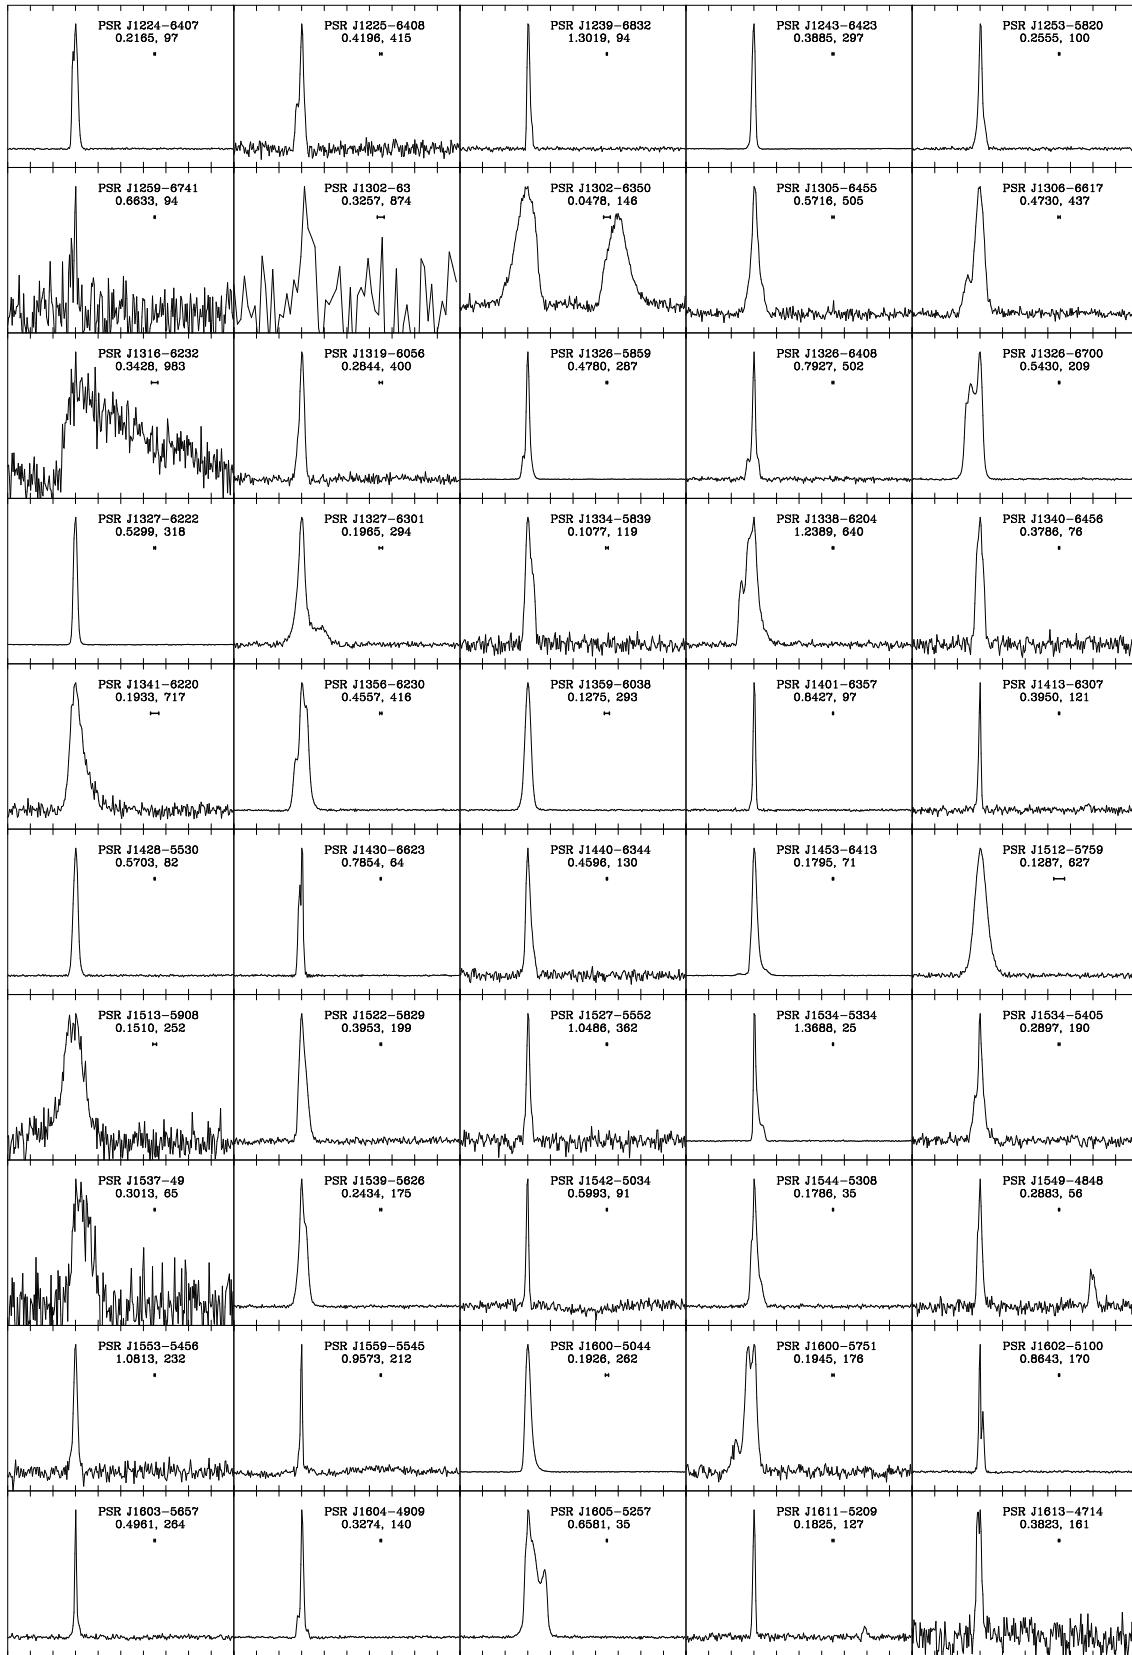 PSR J1224-6407
0.2165, 97
PSR J1225-6408
0.4196, 415
PSR J1239-6832
1.3019, 94
PSR J1243-6423
0.3885, 297
PSR J1253-5820
0.2555, 100
PSR J1259-6741
0.6633, 94
PSR J1302-63
0.3257, 874
PSR J1302-6350
0.0478, 146
PSR J1305-6455
0.5716, 505
PSR J1306-6617
0.4730, 437
PSR J1316-6232
0.3428, 983
PSR J1319-6056
0.2844, 400
PSR J1326-5859
0.4780, 287
PSR J1326-6408
0.7927, 502
PSR J1326-6700
0.5430, 209
PSR J1327-6222
0.5299, 318
PSR J1327-6301
0.1965, 294
PSR J1334-5839
0.1077, 119
PSR J1338-6204
1.2389, 640
PSR J1340-6456
0.3786, 76
PSR J1341-6220
0.1933, 717
PSR J1356-6230
0.4557, 416
PSR J1359-6038
0.1275, 293
PSR J1401-6357
0.8427, 97
PSR J1413-6307
0.3950, 121
PSR J1428-5530
0.5703, 82
PSR J1430-6623
0.7854, 64
PSR J1440-6344
0.4596, 130
PSR J1453-6413
0.1795, 71
PSR J1512-5759
0.1287, 627
PSR J1513-5908
0.1510, 252
PSR J1522-5829
0.3953, 199
PSR J1527-5552
1.0486, 362
PSR J1534-5334
1.3688, 25
PSR J1534-5405
0.2897, 190
PSR J1537-49
0.3013, 65
PSR J1539-5626
0.2434, 175
PSR J1542-5034
0.5993, 91
PSR J1544-5308
0.1786, 35
PSR J1549-4848
0.2883, 56
PSR J1553-5456
1.0813, 232
PSR J1559-5545
0.9573, 212
PSR J1600-5044
0.1926, 262
PSR J1600-5751
0.1945, 176
PSR J1602-5100
0.8643, 170
PSR J1603-5657
0.4961, 264
PSR J1604-4909
0.3274, 140
PSR J1605-5257
0.6581, 35
PSR J1611-5209
0.1825, 127
PSR J1613-4714
0.3823, 161